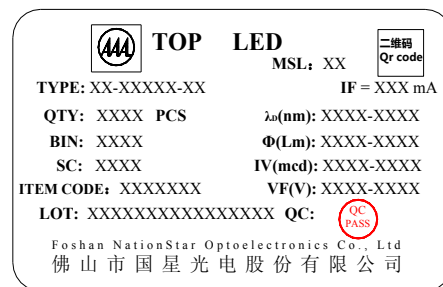 TOP LED
二维码
Qr code
MSL: XX
TYPE: XX-XXXXX-XX
IF = XXX mA
QTY: XXXX PCS
λD(nm): XXXX-XXXX
BIN: XXXX
Φ(Lm): XXXX-XXXX
SC: XXXX
IV(mcd): XXXX-XXXX
ITEM CODE: XXXXXXX
VF(V): XXXX-XXXX
LOT: XXXXXXXXXXXXXXXX QC:
QC
PASS
Foshan NationStar Optoelectronics Co., Ltd
佛山市国星光电股份有限公司